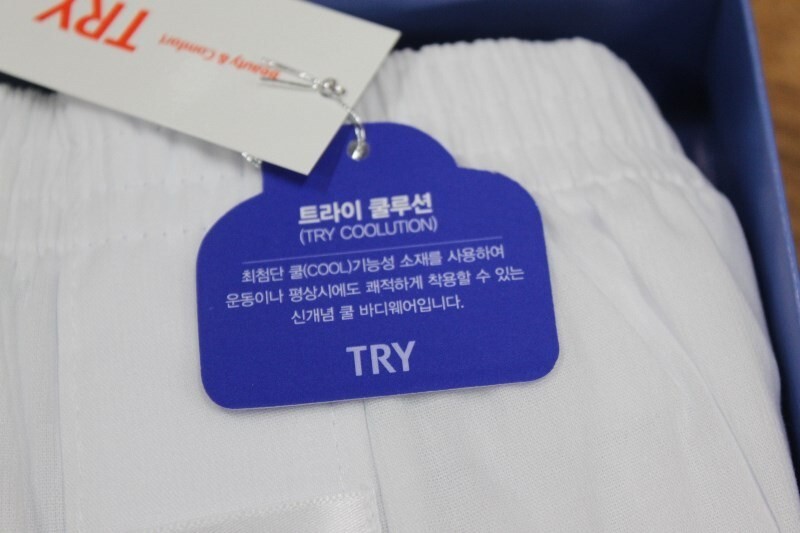 TRY
Beauty & Comfort
트라이 쿨루션
(TRY COOLUTION)
최첨단 쿨(COOL)기능성 소재를 사용하여
운동이나 평상시에도 쾌적하게 착용할 수 있는
신개념 쿨 바디웨어입니다.
TRY